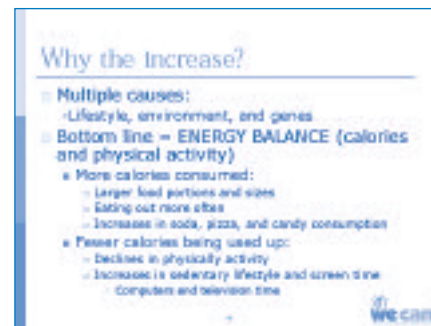 Why the Increase?
Multiple causes:
-Lifestyle, environment, and genes
Bottom line = ENERGY BALANCE (calories
and physical activity)
More calories consumed:
– Larger food portions and sizes
– Eating out more often
– Increases in soda, pizza, and candy consumption
Fewer calories being used up:
– Declines in physically activity
– Increases in sedentary lifestyle and screen time
Computers and television time
we can